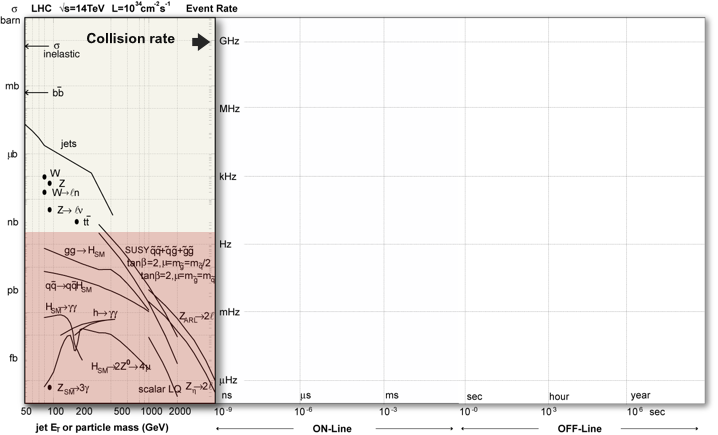 σ LHC √s=14TeV L=10³⁴cm⁻²s⁻¹ Event Rate
barn
Collision rate
GHz
σ
inelastic
mb
bb̄
MHz
jets
μb
W
kHz
Z
W→ℓn
Z→ℓν
nb
tt̄
Hz
gg→H_SM
SUSY q̃q̃+q̃g̃+g̃g̃
tanβ=2,μ=m_g̃=m_q̃/2
tanβ=2,μ=m_g̃=m_q̃
qq̄→qq̄H_SM
pb
H_SM→γγ
h→γγ
Z_ARL→2ℓ
mHz
fb
H_SM→2Z⁰→4μ
Z_SM→3γ
scalar LQ
Z_η→2ℓ
μHz
ns μs ms sec hour year
50 100 200 500 1000 2000 10⁻⁹ 10⁻⁶ 10⁻³ 10⁻⁰ 10³ 10⁶ sec
jet E_T or particle mass (GeV) ON-Line OFF-Line